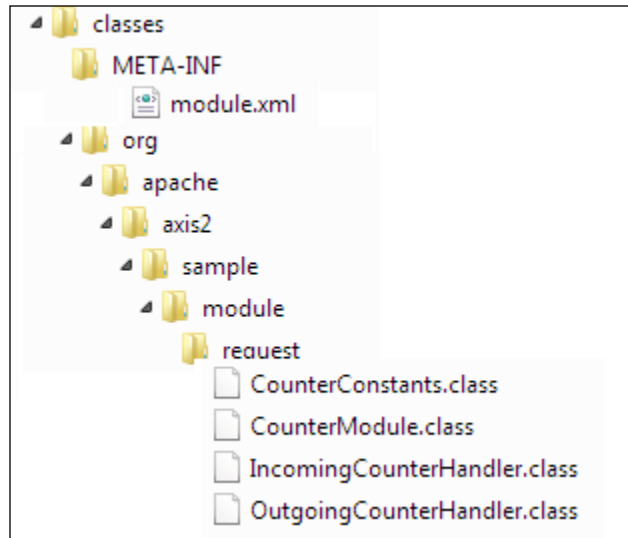 classes
META-INF
module.xml
org
apache
axis2
sample
module
request
CounterConstants.class
CounterModule.class
IncomingCounterHandler.class
OutgoingCounterHandler.class